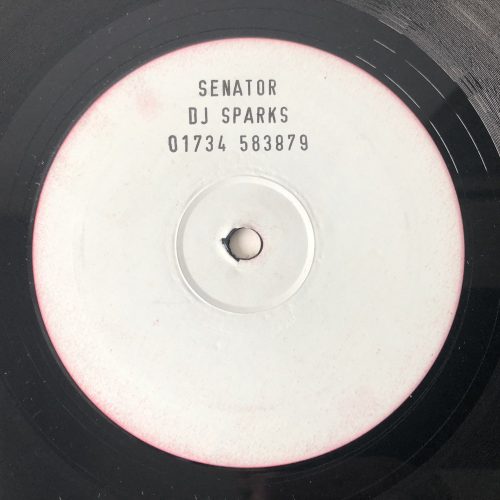 SENATOR
DJ SPARKS
01734 583879